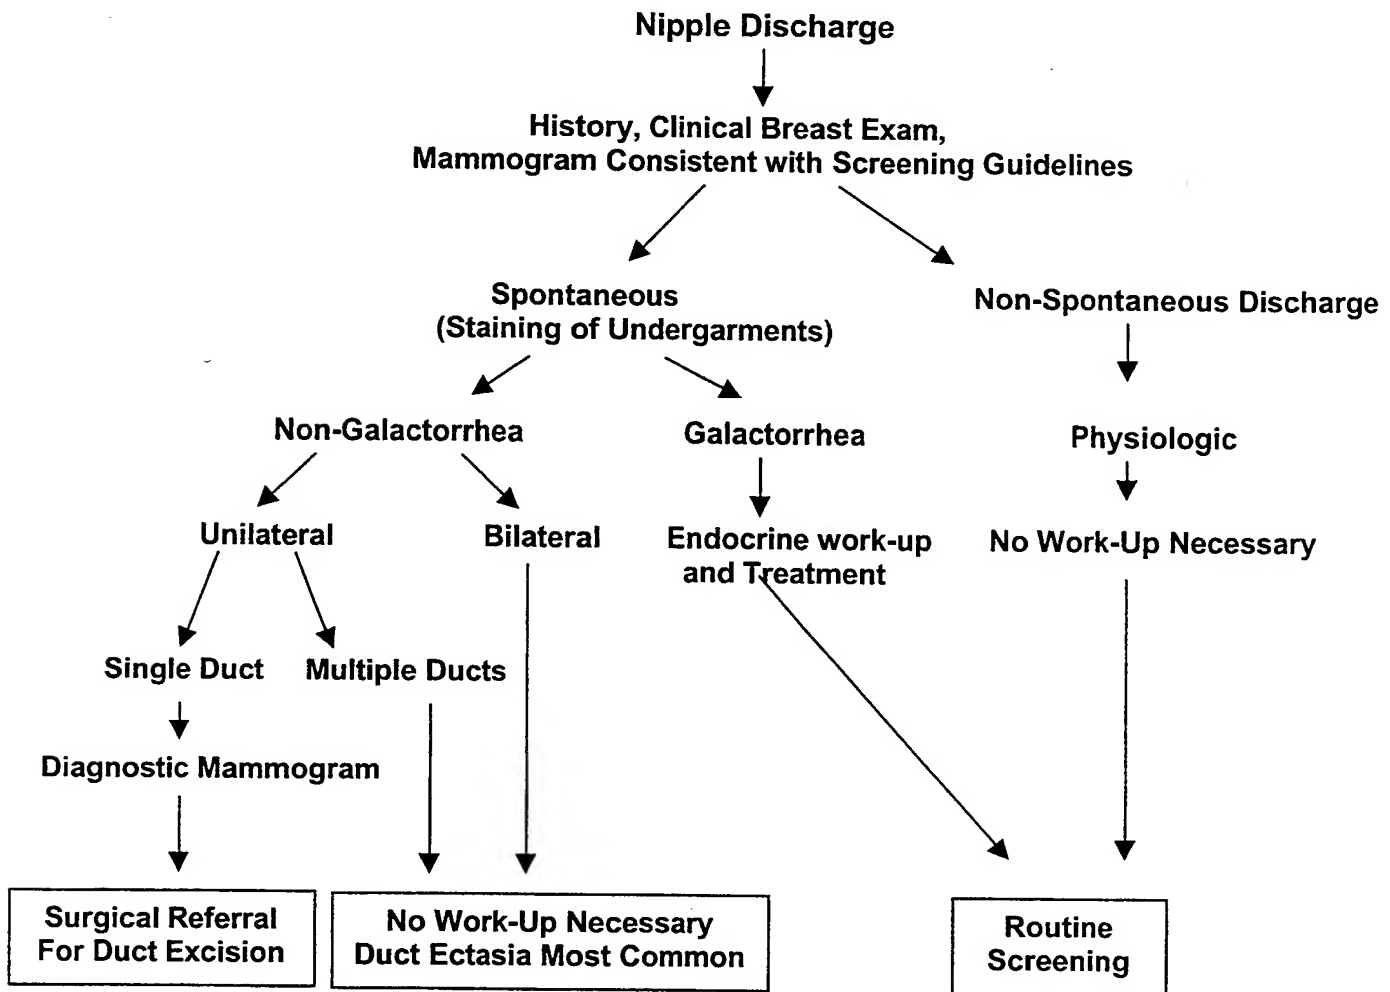 Nipple Discharge
History, Clinical Breast Exam,
Mammogram Consistent with Screening Guidelines
Spontaneous
(Staining of Undergarments)
Non-Spontaneous Discharge
Non-Galactorrhea
Galactorrhea
Physiologic
Unilateral
Bilateral
Endocrine work-up
and Treatment
No Work-Up Necessary
Single Duct
Multiple Ducts
Diagnostic Mammogram
Surgical Referral
For Duct Excision
No Work-Up Necessary
Duct Ectasia Most Common
Routine
Screening